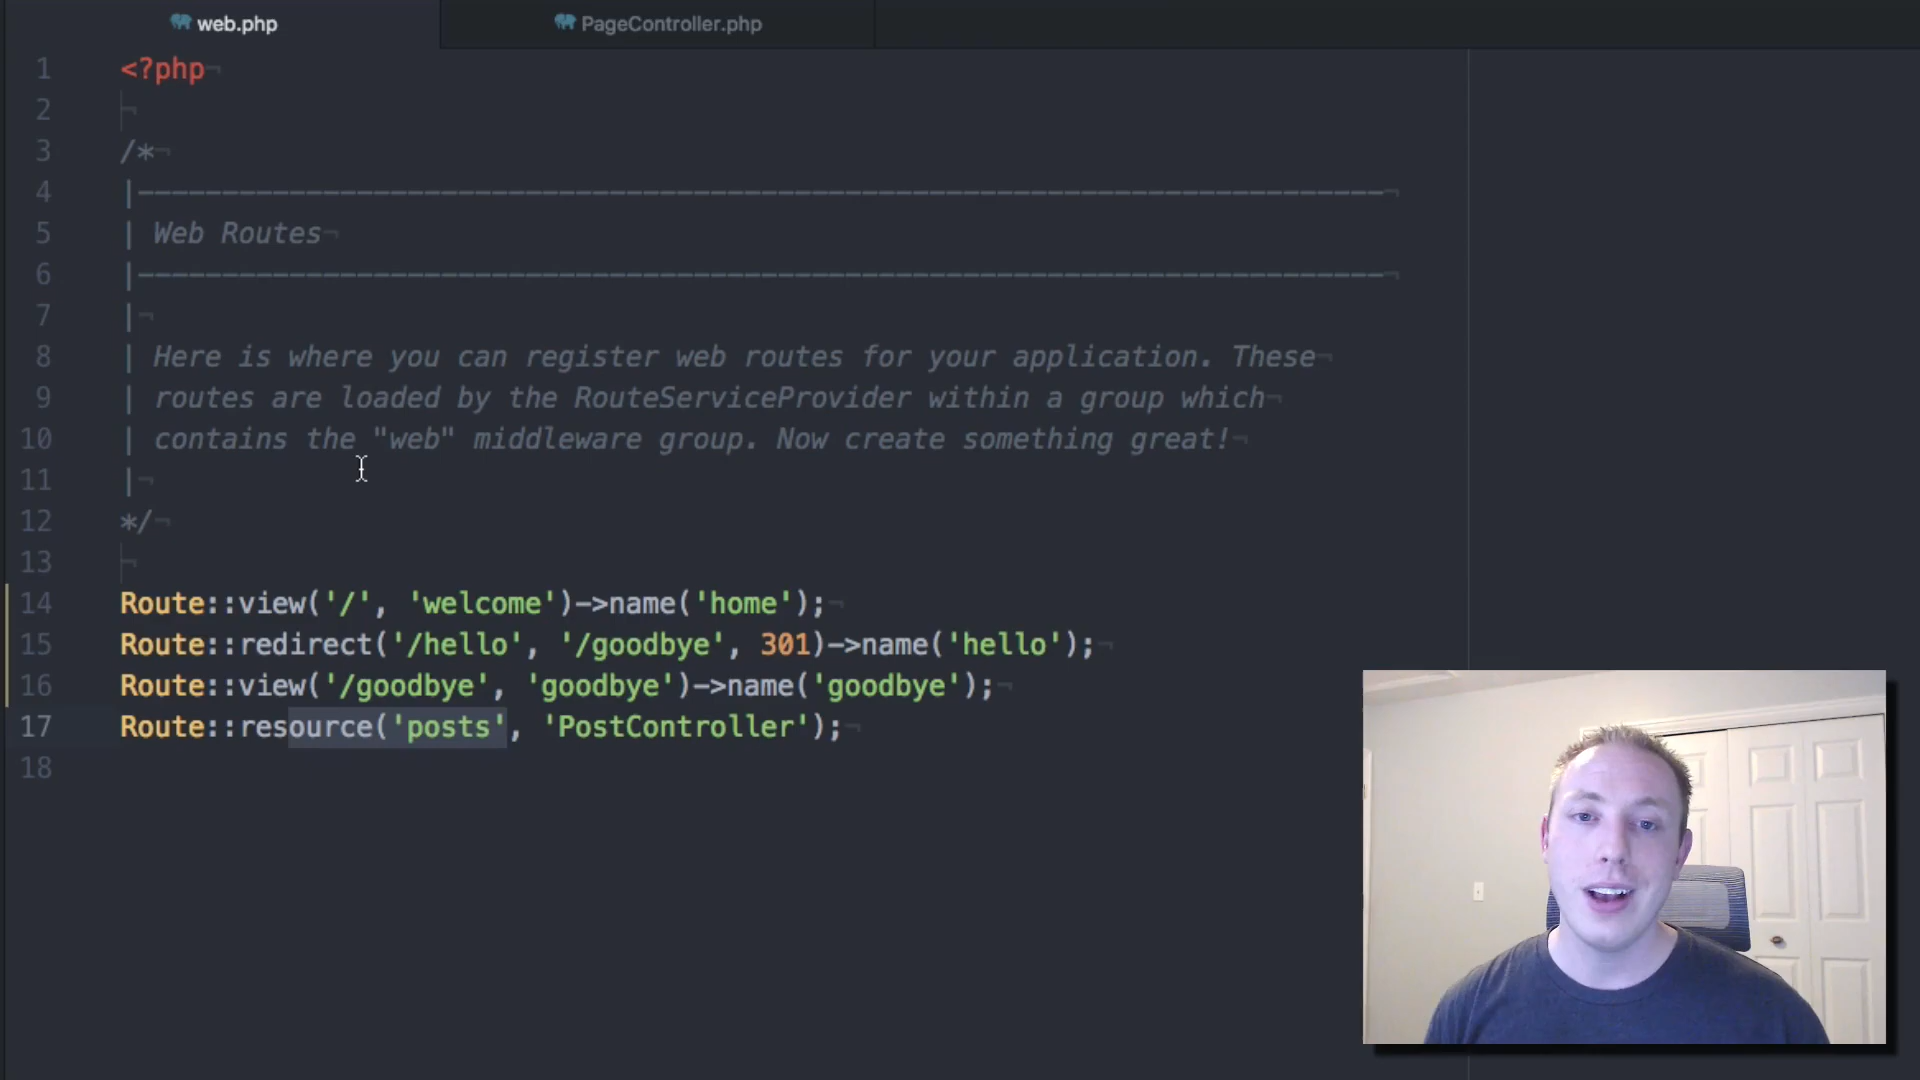 web.php
PageController.php
1 <?php¬
2 ¬
3 /*¬
4 |--------------------------------------------------------------------------¬
5 | Web Routes¬
6 |--------------------------------------------------------------------------¬
7 |¬
8 | Here is where you can register web routes for your application. These¬
9 | routes are loaded by the RouteServiceProvider within a group which¬
10 | contains the "web" middleware group. Now create something great!¬
11 |¬
12 */¬
13 ¬
14 Route::view('/', 'welcome')->name('home');¬
15 Route::redirect('/hello', '/goodbye', 301)->name('hello');¬
16 Route::view('/goodbye', 'goodbye')->name('goodbye');¬
17 Route::resource('posts', 'PostController');¬
18